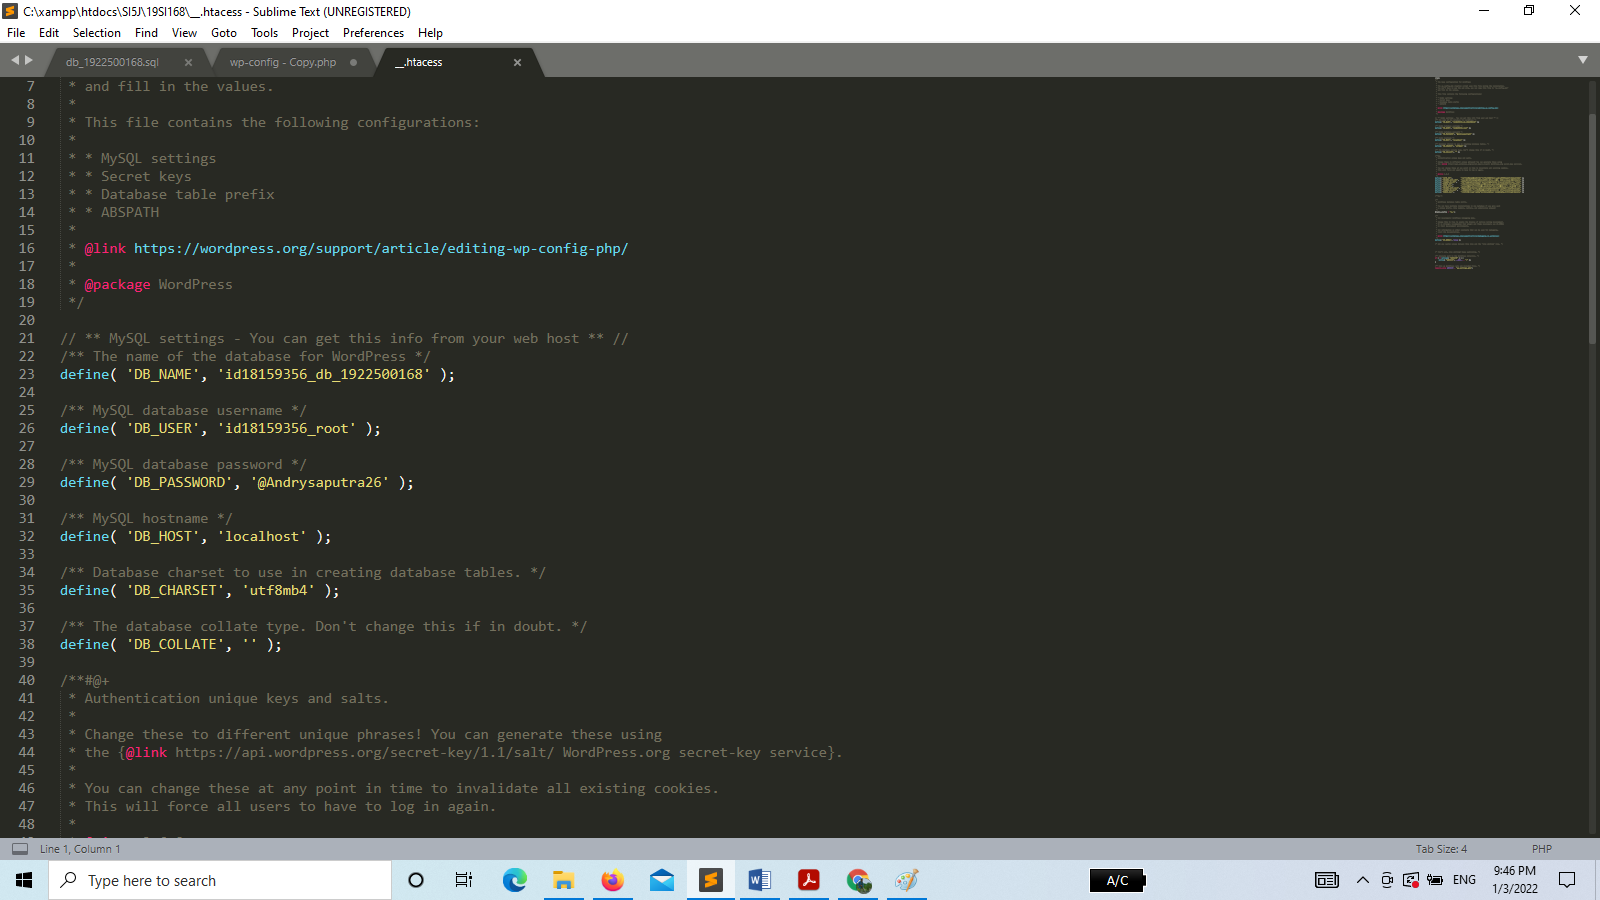 C:\xampp\htdocs\SI5J\19SI168\__.htacess - Sublime Text (UNREGISTERED)
File Edit Selection Find View Goto Tools Project Preferences Help
db_1922500168.sql wp-config - Copy.php __.htacess
7 * and fill in the values.
8 *
9 * This file contains the following configurations:
10 *
11 * * MySQL settings
12 * * Secret keys
13 * * Database table prefix
14 * * ABSPATH
15 *
16 * @link https://wordpress.org/support/article/editing-wp-config-php/
17 *
18 * @package WordPress
19 */
20
21 // ** MySQL settings - You can get this info from your web host ** //
22 /** The name of the database for WordPress */
23 define( 'DB_NAME', 'id18159356_db_1922500168' );
24
25 /** MySQL database username */
26 define( 'DB_USER', 'id18159356_root' );
27
28 /** MySQL database password */
29 define( 'DB_PASSWORD', '@Andrysaputra26' );
30
31 /** MySQL hostname */
32 define( 'DB_HOST', 'localhost' );
33
34 /** Database charset to use in creating database tables. */
35 define( 'DB_CHARSET', 'utf8mb4' );
36
37 /** The database collate type. Don't change this if in doubt. */
38 define( 'DB_COLLATE', '' );
39
40 /**#@+
41 * Authentication unique keys and salts.
42 *
43 * Change these to different unique phrases! You can generate these using
44 * the {@link https://api.wordpress.org/secret-key/1.1/salt/ WordPress.org secret-key service}.
45 *
46 * You can change these at any point in time to invalidate all existing cookies.
47 * This will force all users to have to log in again.
48 *
Line 1, Column 1 Tab Size: 4 PHP
Type here to search A/C ENG 9:46 PM
1/3/2022